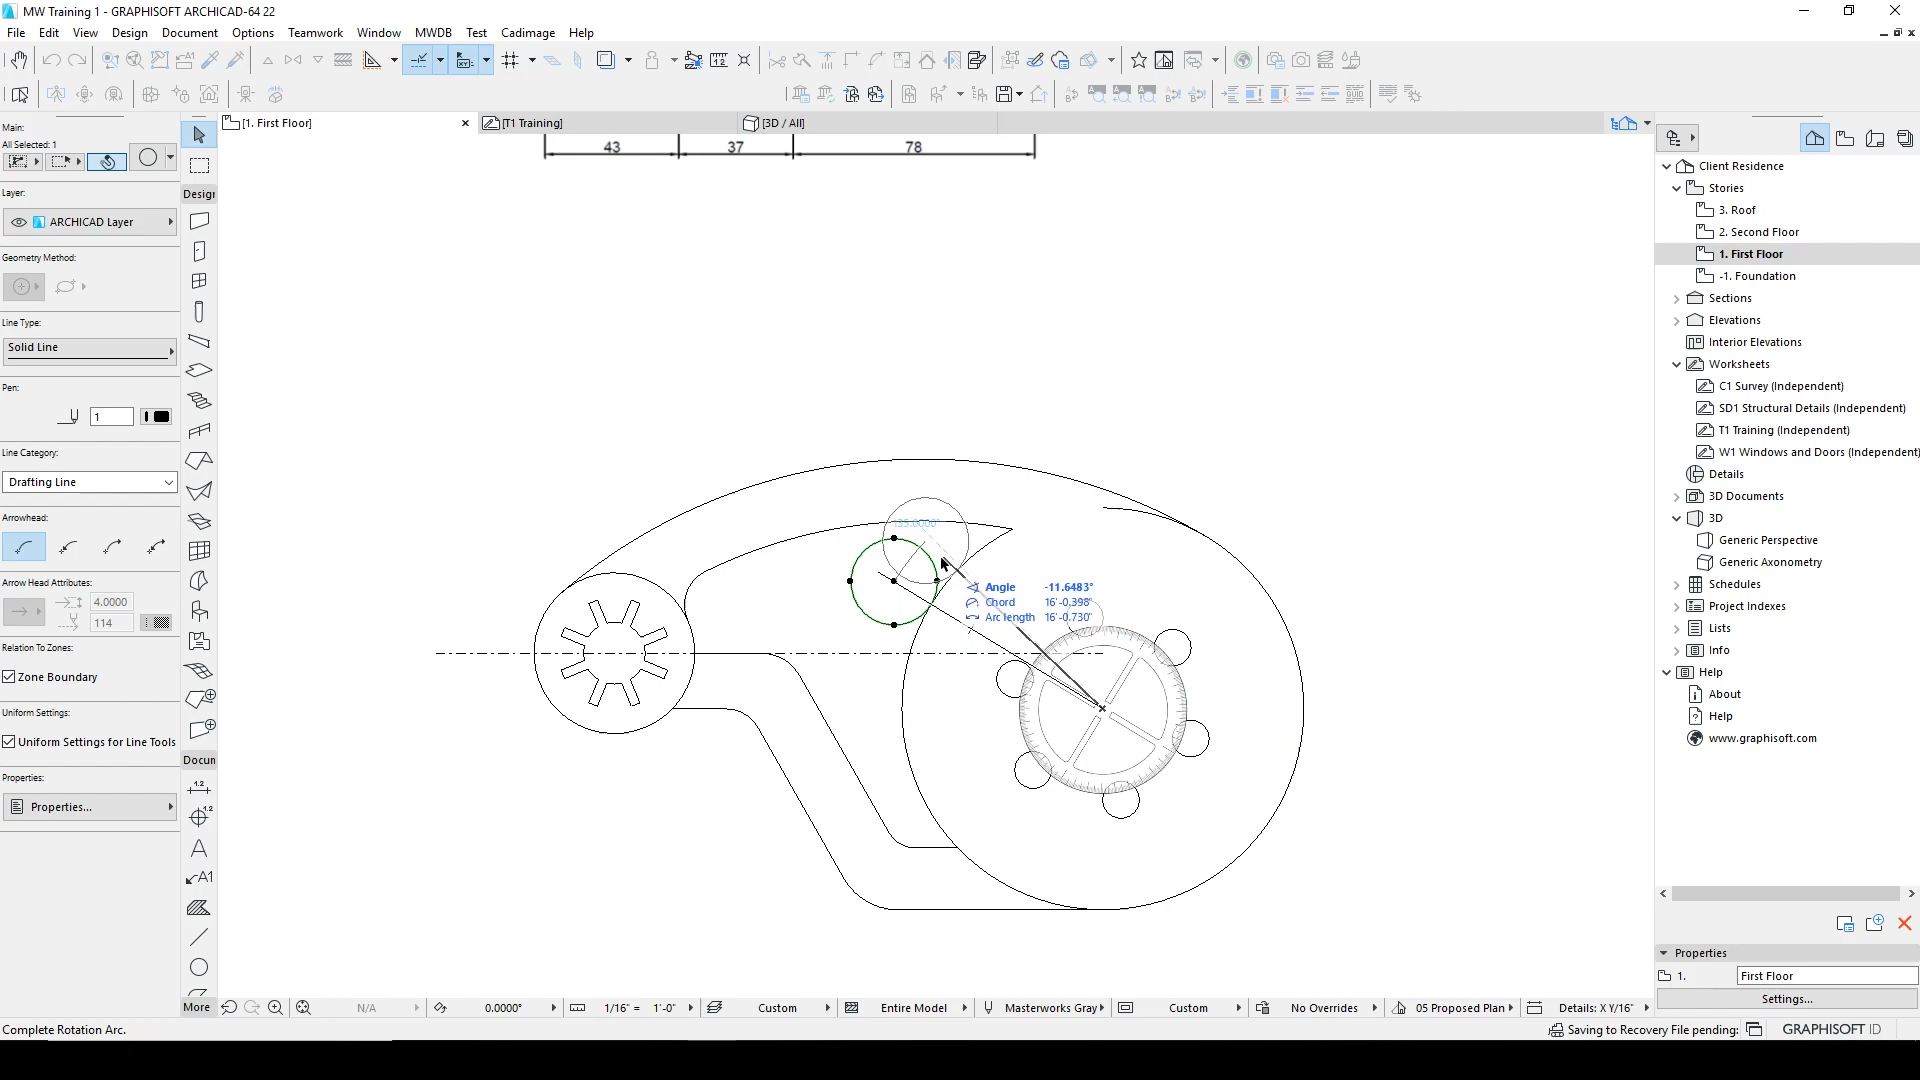 MW Training 1 - GRAPHISOFT ARCHICAD-64 22
File Edit View Design Document Options Teamwork Window MWDB Test Cadimage Help
Main:
All Selected: 1
[1. First Floor]
[T1 Training]
[3D / All]
43 37 78
Layer:
ARCHICAD Layer
Geometry Method:
Line Type:
Solid Line
Pen:
1
Line Category:
Drafting Line
Arrowhead:
Arrow Head Attributes:
4.0000
114
Relation To Zones:
Zone Boundary
Uniform Settings:
Uniform Settings for Line Tools
Properties:
Properties...
Design
Docun
1.2
1.2
A
A1
More
Angle -11.6483°
Chord 16'-0.398"
Arc length 16'-0.730"
Client Residence
Stories
3. Roof
2. Second Floor
1. First Floor
-1. Foundation
Sections
Elevations
Interior Elevations
Worksheets
C1 Survey (Independent)
SD1 Structural Details (Independent)
T1 Training (Independent)
W1 Windows and Doors (Independent)
Details
3D Documents
3D
Generic Perspective
Generic Axonometry
Schedules
Project Indexes
Lists
Info
Help
About
Help
www.graphisoft.com
Properties
1. First Floor
Settings...
N/A 0.0000° 1/16" = 1'-0" Custom Entire Model Masterworks Gray Custom No Overrides 05 Proposed Plan Details: X Y/16"
Complete Rotation Arc.
Saving to Recovery File pending:
GRAPHISOFT ID